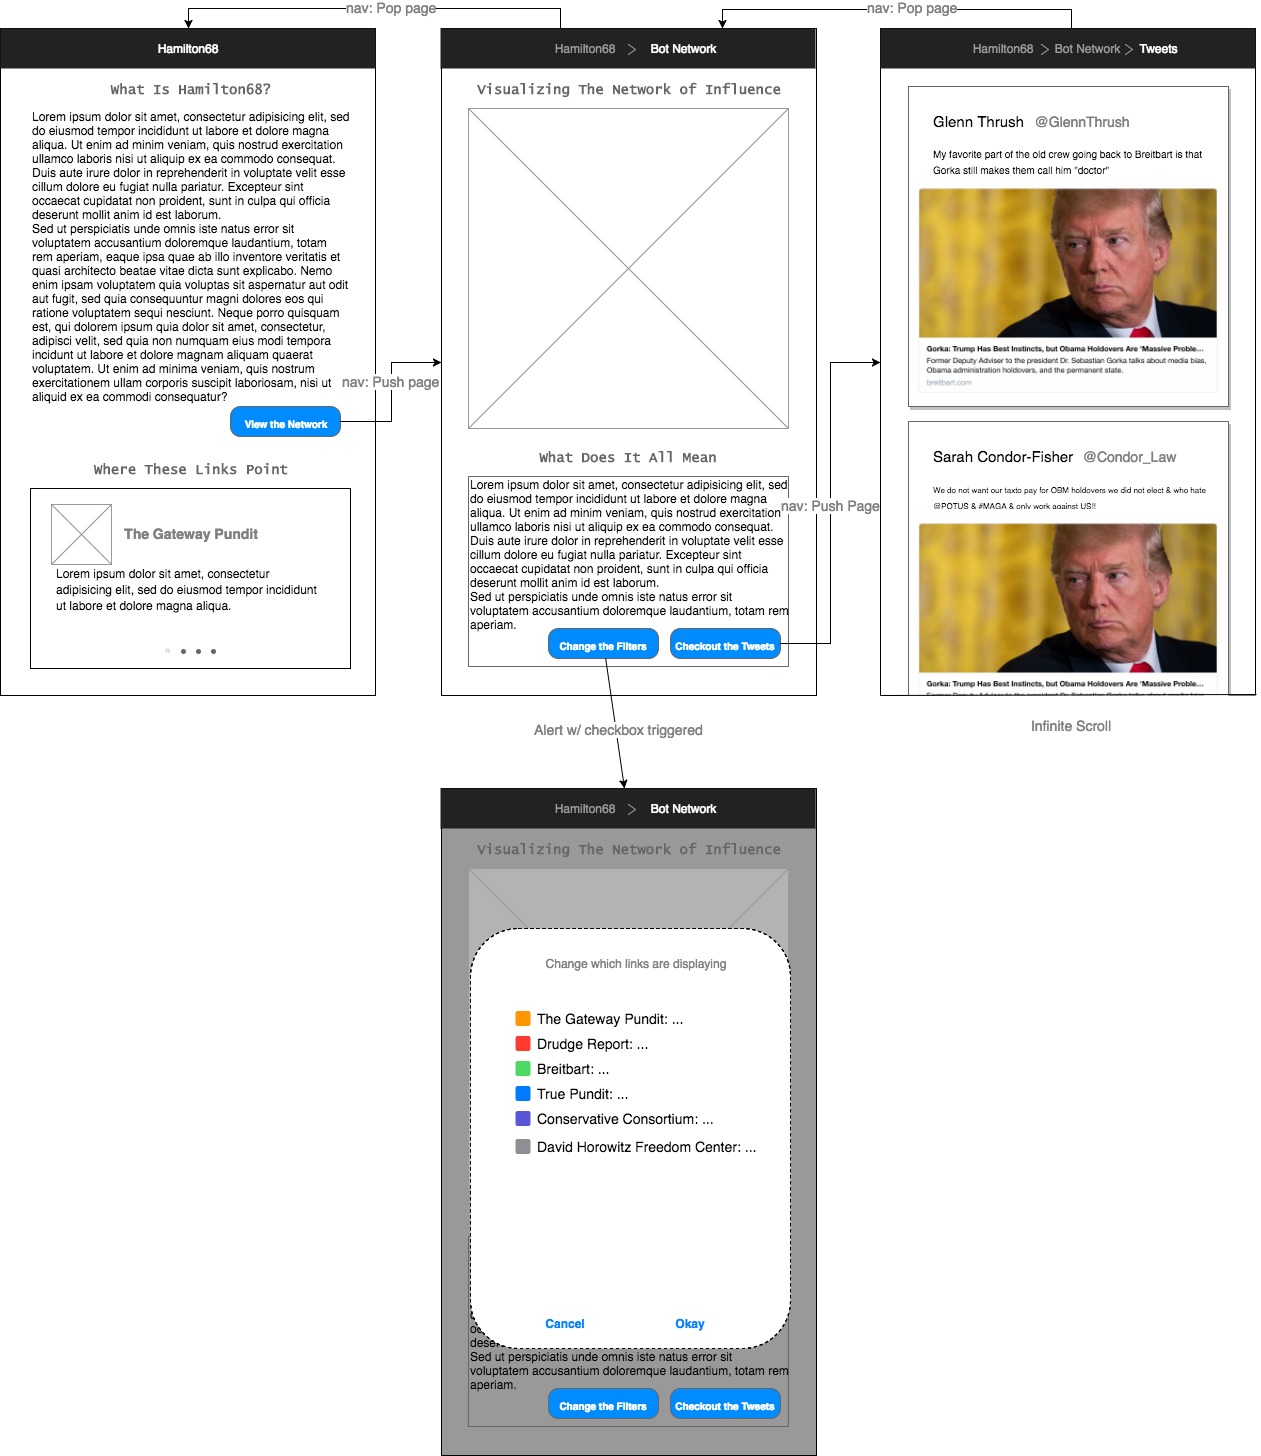 nav: Pop page
nav: Pop page
Hamilton68
What Is Hamilton68?
Lorem ipsum dolor sit amet, consectetur adipisicing elit, sed
do eiusmod tempor incididunt ut labore et dolore magna
aliqua. Ut enim ad minim veniam, quis nostrud exercitation
ullamco laboris nisi ut aliquip ex ea commodo consequat.
Duis aute irure dolor in reprehenderit in voluptate velit esse
cillum dolore eu fugiat nulla pariatur. Excepteur sint
occaecat cupidatat non proident, sunt in culpa qui officia
deserunt mollit anim id est laborum.
Sed ut perspiciatis unde omnis iste natus error sit
voluptatem accusantium doloremque laudantium, totam
rem aperiam, eaque ipsa quae ab illo inventore veritatis et
quasi architecto beatae vitae dicta sunt explicabo. Nemo
enim ipsam voluptatem quia voluptas sit aspernatur aut odit
aut fugit, sed quia consequuntur magni dolores eos qui
ratione voluptatem sequi nesciunt. Neque porro quisquam
est, qui dolorem ipsum quia dolor sit amet, consectetur,
adipisci velit, sed quia non numquam eius modi tempora
incidunt ut labore et dolore magnam aliquam quaerat
voluptatem. Ut enim ad minima veniam, quis nostrum
exercitationem ullam corporis suscipit laboriosam, nisi ut
aliquid ex ea commodi consequatur?
View the Network
nav: Push page
Where These Links Point
The Gateway Pundit
Lorem ipsum dolor sit amet, consectetur
adipisicing elit, sed do eiusmod tempor incididunt
ut labore et dolore magna aliqua.
Hamilton68 > Bot Network
Visualizing The Network of Influence
What Does It All Mean
Lorem ipsum dolor sit amet, consectetur adipisicing elit, sed
do eiusmod tempor incididunt ut labore et dolore magna
aliqua. Ut enim ad minim veniam, quis nostrud exercitation
ullamco laboris nisi ut aliquip ex ea commodo consequat.
Duis aute irure dolor in reprehenderit in voluptate velit esse
cillum dolore eu fugiat nulla pariatur. Excepteur sint
occaecat cupidatat non proident, sunt in culpa qui officia
deserunt mollit anim id est laborum.
Sed ut perspiciatis unde omnis iste natus error sit
voluptatem accusantium doloremque laudantium, totam rem
aperiam.
Change the Filters
Checkout the Tweets
nav: Push Page
Hamilton68 > Bot Network > Tweets
Glenn Thrush @GlennThrush
My favorite part of the old crew going back to Breitbart is that
Gorka still makes them call him "doctor"
Gorka: Trump Has Best Instincts, but Obama Holdovers Are 'Massive Proble...
Former Deputy Adviser to the president Dr. Sebastian Gorka talks about media bias,
Obama administration holdovers, and the permanent state.
breitbart.com
Sarah Condor-Fisher @Condor_Law
We do not want our taxto pay for OBM holdovers we did not elect & who hate
@POTUS & #MAGA & only work against US!!
Gorka: Trump Has Best Instincts, but Obama Holdovers Are 'Massive Proble...
Former Deputy Adviser to the president Dr. Sebastian Gorka talks about media bias,
Infinite Scroll
Alert w/ checkbox triggered
Hamilton68 > Bot Network
Visualizing The Network of Influence
Change which links are displaying
The Gateway Pundit: ...
Drudge Report: ...
Breitbart: ...
True Pundit: ...
Conservative Consortium: ...
David Horowitz Freedom Center: ...
Cancel
Okay
Sed ut perspiciatis unde omnis iste natus error sit
voluptatem accusantium doloremque laudantium, totam rem
aperiam.
Change the Filters
Checkout the Tweets